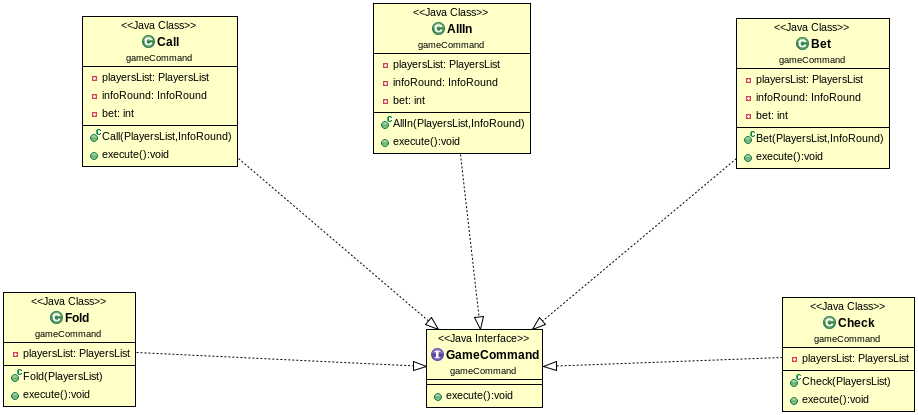 <<Java Class>>
Call
gameCommand
playersList: PlayersList
infoRound: InfoRound
bet: int
Call(PlayersList,InfoRound)
execute():void
<<Java Class>>
AllIn
gameCommand
playersList: PlayersList
infoRound: InfoRound
bet: int
AllIn(PlayersList,InfoRound)
execute():void
<<Java Class>>
Bet
gameCommand
playersList: PlayersList
infoRound: InfoRound
bet: int
Bet(PlayersList,InfoRound)
execute():void
<<Java Class>>
Fold
gameCommand
playersList: PlayersList
Fold(PlayersList)
execute():void
<<Java Interface>>
GameCommand
gameCommand
execute():void
<<Java Class>>
Check
gameCommand
playersList: PlayersList
Check(PlayersList)
execute():void